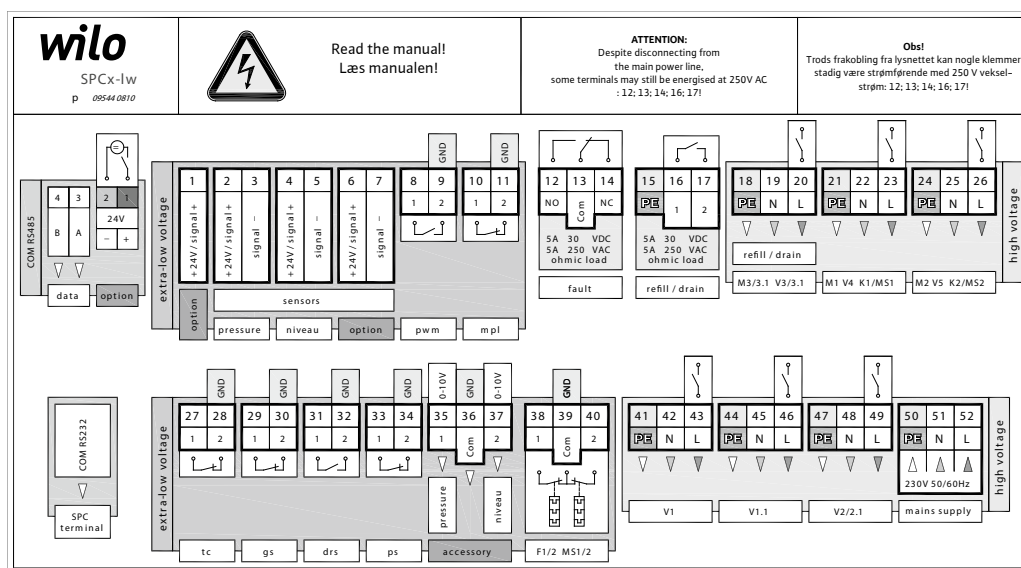 wilo
SPCx-lw
p 09544 0810
Read the manual!
Læs manualen!
ATTENTION:
Despite disconnecting from
the main power line,
some terminals may still be energised at 250V AC
: 12; 13; 14; 16; 17!
Obs!
Trods frakobling fra lysnettet kan nogle klemmer
stadig være strømførende med 250 V veksel–
strøm: 12; 13; 14; 16; 17!
COM RS485
4 3
B A
data
2 1
24V
– +
option
extra-low voltage
GND GND
1 2 3 4 5 6 7 8 9 10 11
+ 24V / signal +
+ 24V / signal +
signal –
+ 24V / signal +
signal –
+ 24V / signal +
signal –
1 2 1 2
option
sensors
pressure niveau option pwm mpl
12 13 14
NO Com NC
5A 30 VDC
5A 250 VAC
ohmic load
fault
15 16 17
PE 1 2
5A 30 VDC
5A 250 VAC
ohmic load
refill / drain
18 19 20 21 22 23 24 25 26
PE N L PE N L PE N L
refill / drain
M3/3.1 V3/3.1 M1 V4 K1/MS1 M2 V5 K2/MS2
high voltage
COM RS232
SPC
terminal
extra-low voltage
GND GND GND GND 0-10V GND 0-10V GND
27 28 29 30 31 32 33 34 35 36 37 38 39 40
1 2 1 2 1 2 1 2 1 Com 2 1 Com 2
pressure niveau
tc gs drs ps accessory F1/2 MS1/2
41 42 43 44 45 46 47 48 49 50 51 52
PE N L PE N L PE N L PE N L
230V 50/60Hz
V1 V1.1 V2/2.1 mains supply
high voltage